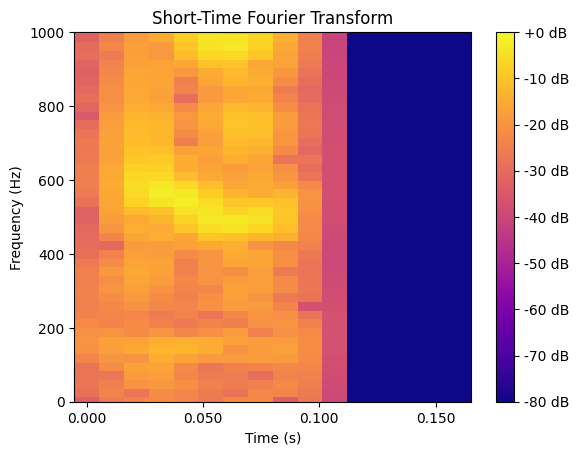 Short-Time Fourier Transform
1000
800
600
400
200
0
Frequency (Hz)
0.000
0.050
0.100
0.150
Time (s)
+0 dB
-10 dB
-20 dB
-30 dB
-40 dB
-50 dB
-60 dB
-70 dB
-80 dB